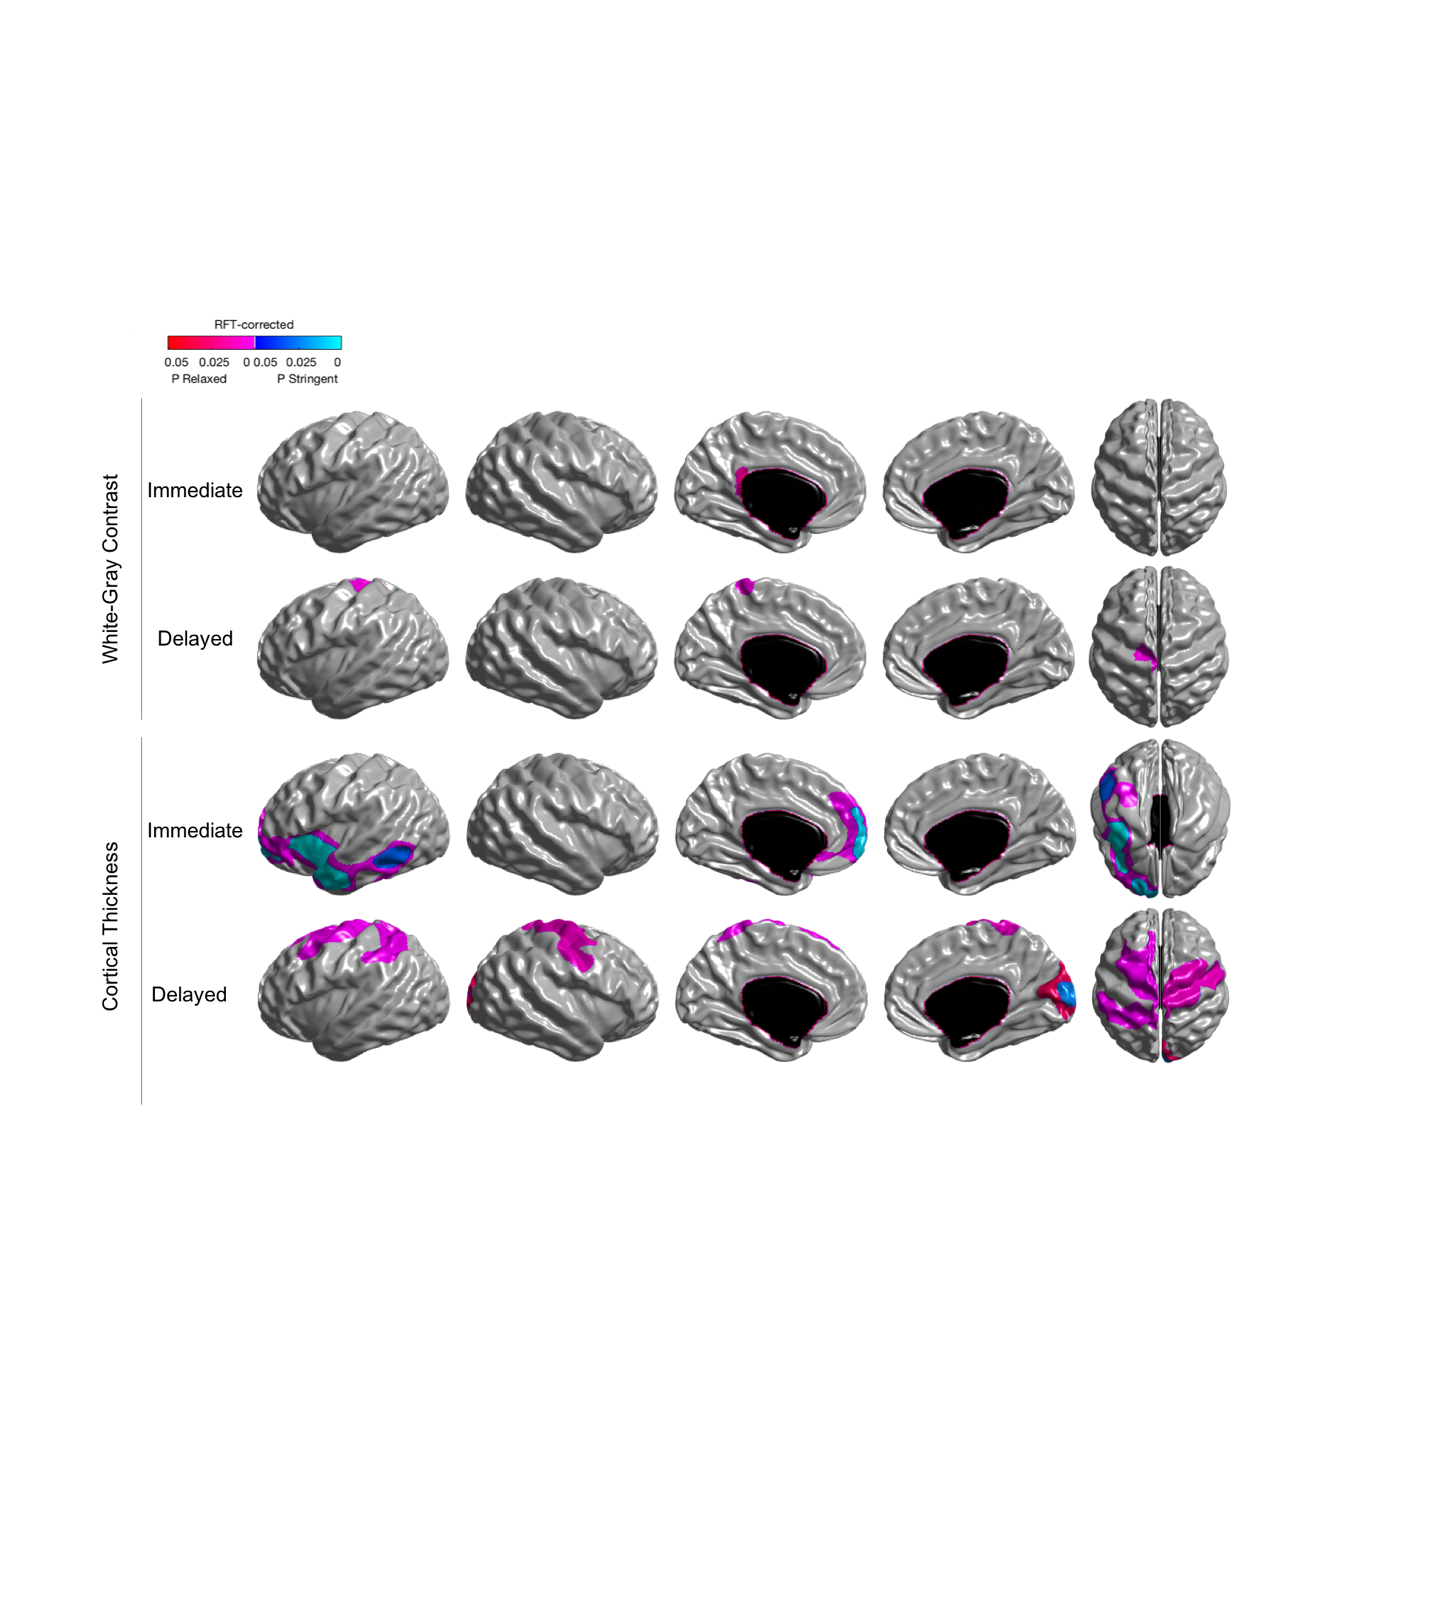 RFT-corrected
0.05 0.025 0 0.05 0.025 0
P Relaxed P Stringent
White-Gray Contrast
Immediate
Delayed
Cortical Thickness
Immediate
Delayed